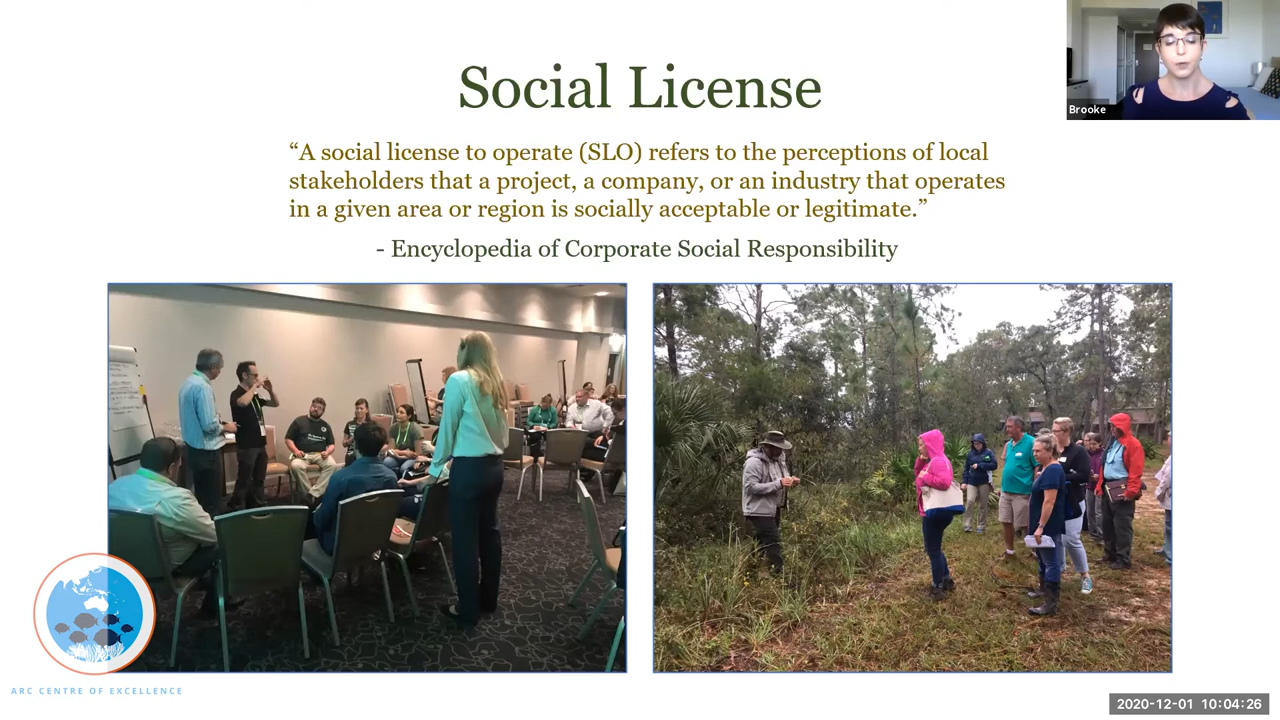 Social License
Brooke
“A social license to operate (SLO) refers to the perceptions of local
stakeholders that a project, a company, or an industry that operates
in a given area or region is socially acceptable or legitimate.”
- Encyclopedia of Corporate Social Responsibility
ARC CENTRE OF EXCELLENCE
2020-12-01 10:04:26